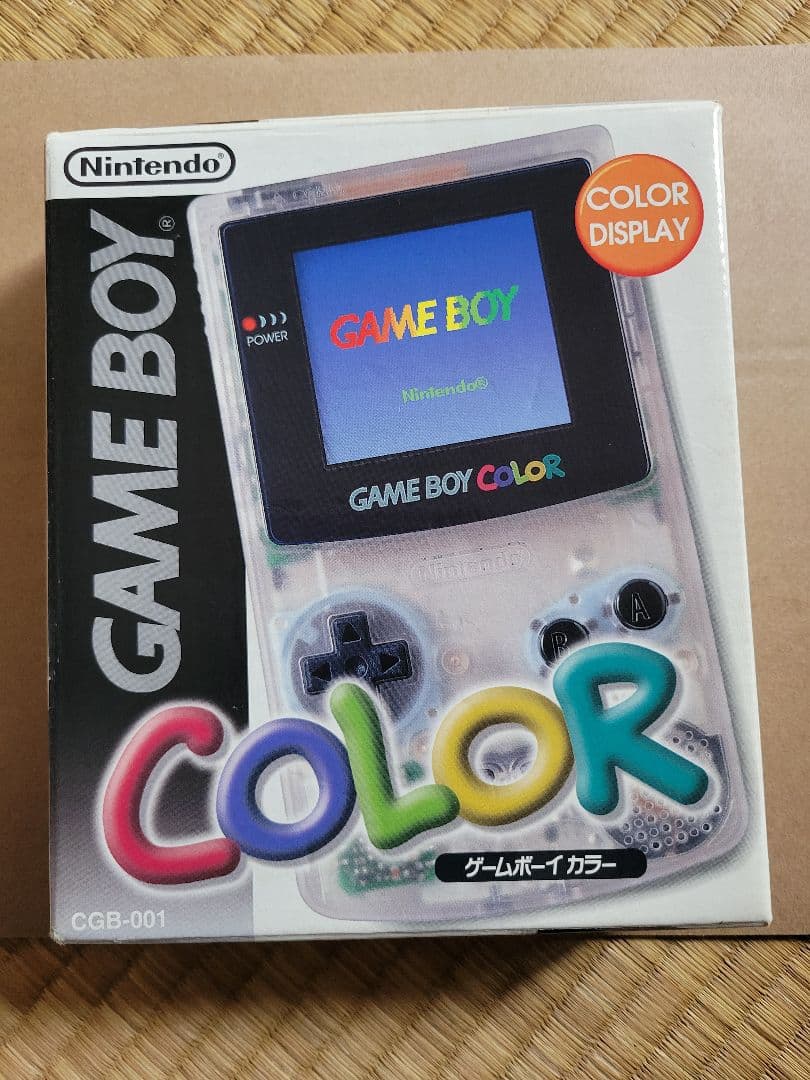 Nintendo®
GAME BOY®
COLOR
DISPLAY
POWER
GAME BOY
Nintendo®
GAME BOY COLOR
Nintendo
A
B
COLOR
ゲームボーイカラー
CGB-001